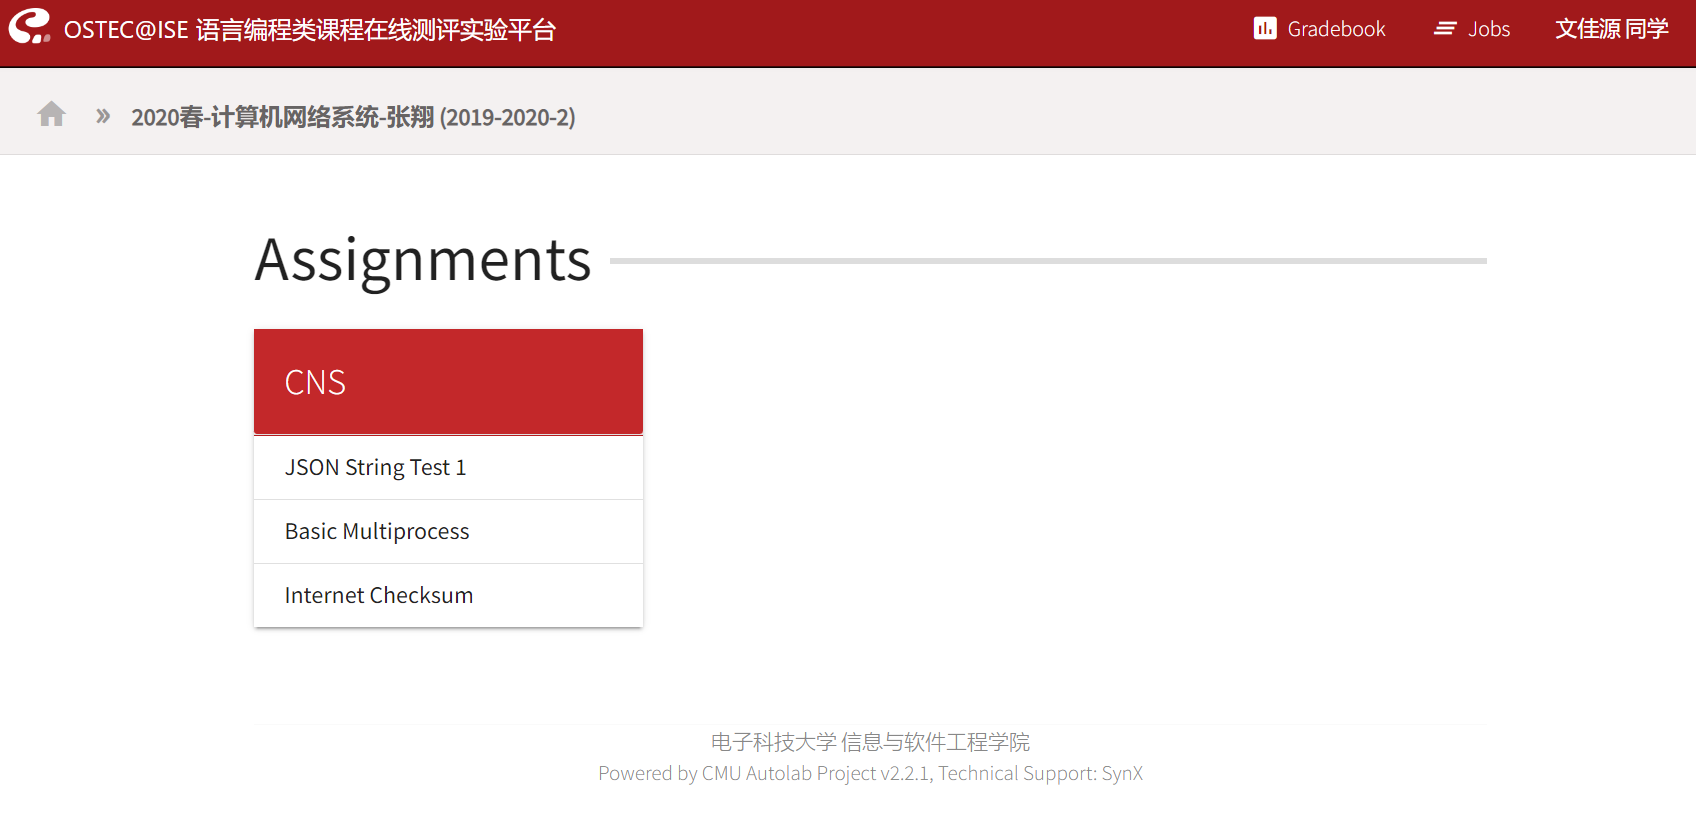 OSTEC@ISE 语言编程类课程在线测评实验平台 Gradebook Jobs 文佳源 同学
» 2020春-计算机网络系统-张翔 (2019-2020-2)
Assignments
CNS
JSON String Test 1
Basic Multiprocess
Internet Checksum
电子科技大学 信息与软件工程学院
Powered by CMU Autolab Project v2.2.1, Technical Support: SynX